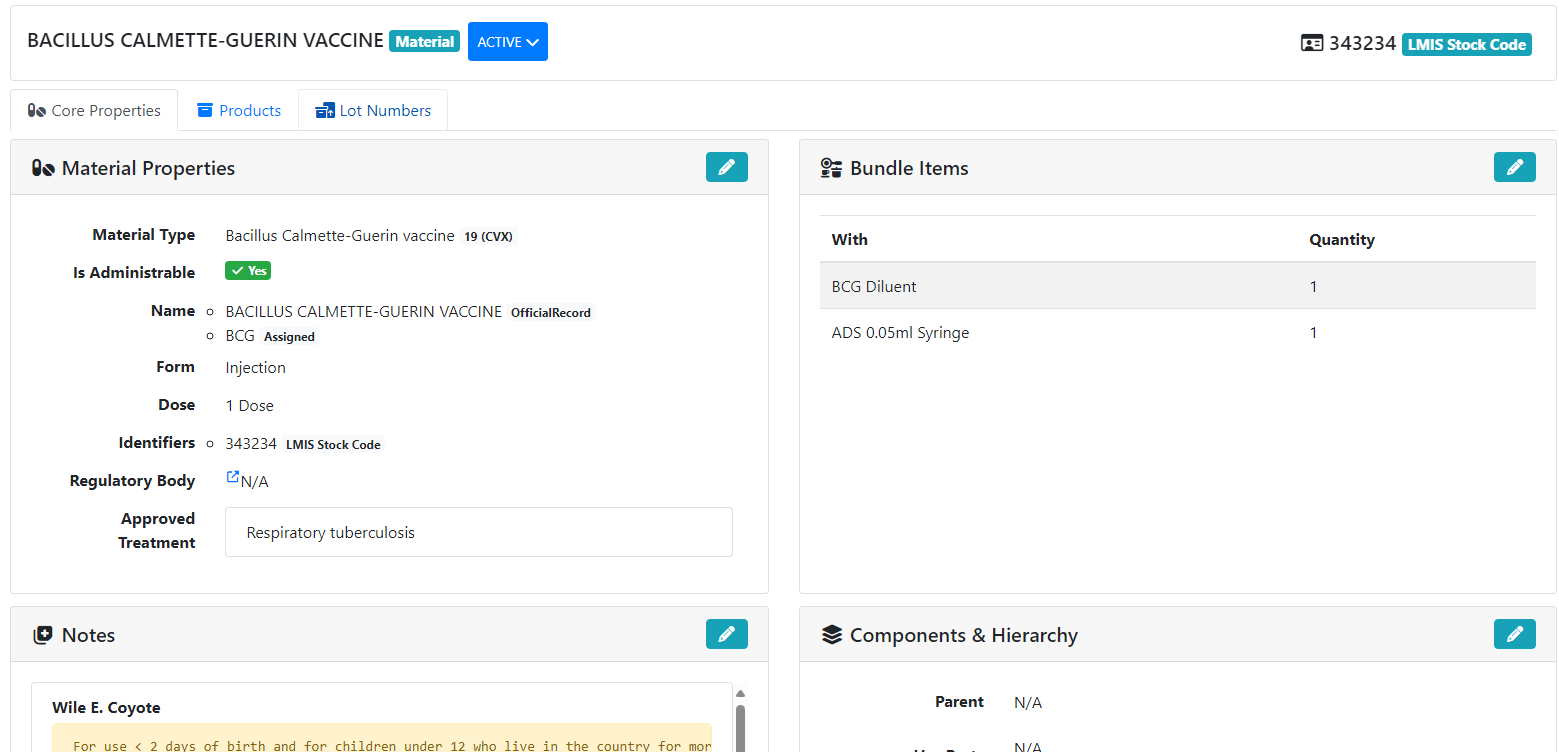 BACILLUS CALMETTE-GUERIN VACCINE Material ACTIVE
343234 LMIS Stock Code
Core Properties
Products
Lot Numbers
Material Properties
Material Type Bacillus Calmette-Guerin vaccine 19 (CVX)
Is Administrable Yes
Name BACILLUS CALMETTE-GUERIN VACCINE OfficialRecord
BCG Assigned
Form Injection
Dose 1 Dose
Identifiers 343234 LMIS Stock Code
Regulatory Body N/A
Approved
Treatment
Respiratory tuberculosis
Bundle Items
With Quantity
BCG Diluent 1
ADS 0.05ml Syringe 1
Notes
Wile E. Coyote
For use < 2 days of birth and for children under 12 who live in the country for
Components & Hierarchy
Parent N/A
N/A